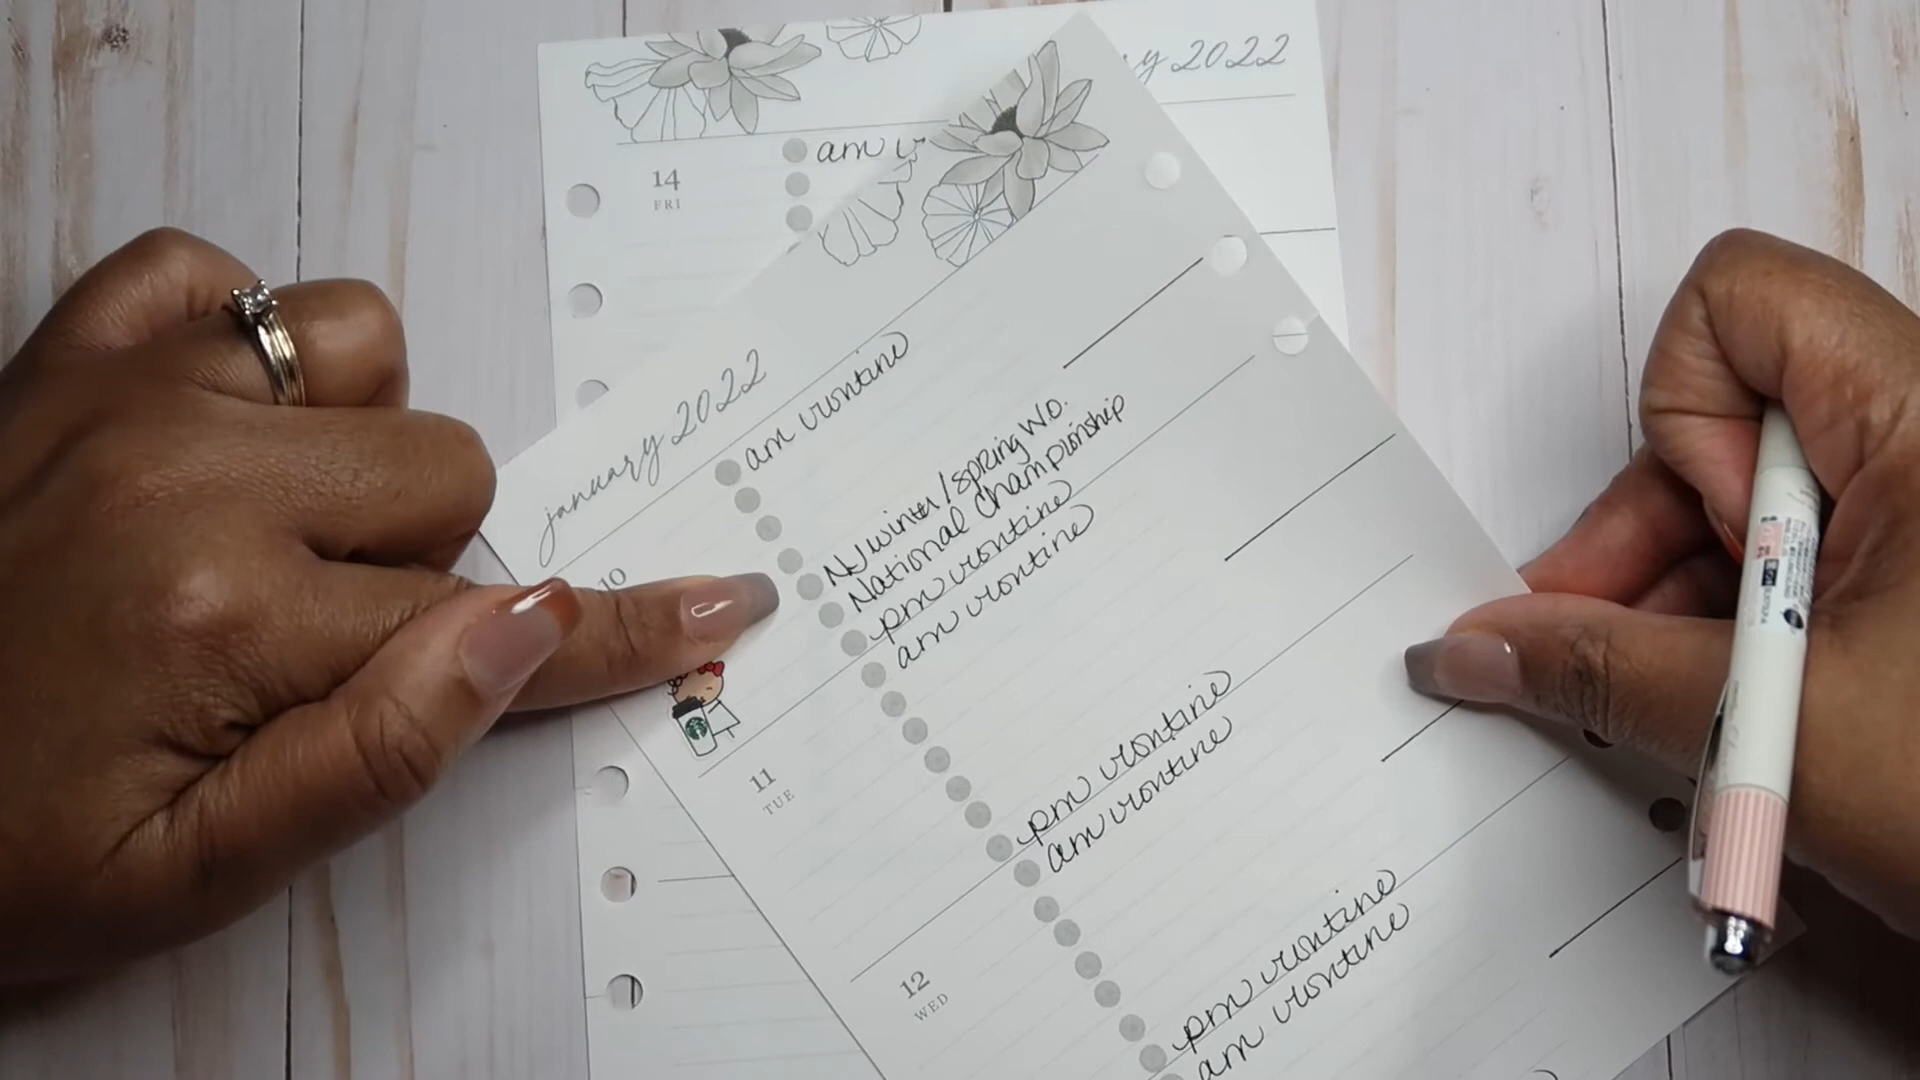 y 2022
14
FRI
am
january 2022
10
am routine
NJ winter/spring W.O.
National Championship
pm routine
11
TUE
am routine
pm routine
12
WED
am routine
pm routine
am routine